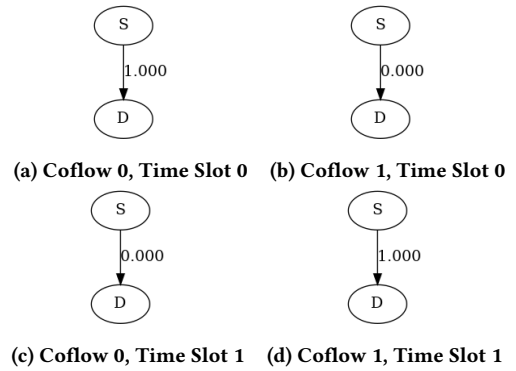 S
1.000
D
(a) Coflow 0, Time Slot 0
S
0.000
D
(b) Coflow 1, Time Slot 0
S
0.000
D
(c) Coflow 0, Time Slot 1
S
1.000
D
(d) Coflow 1, Time Slot 1